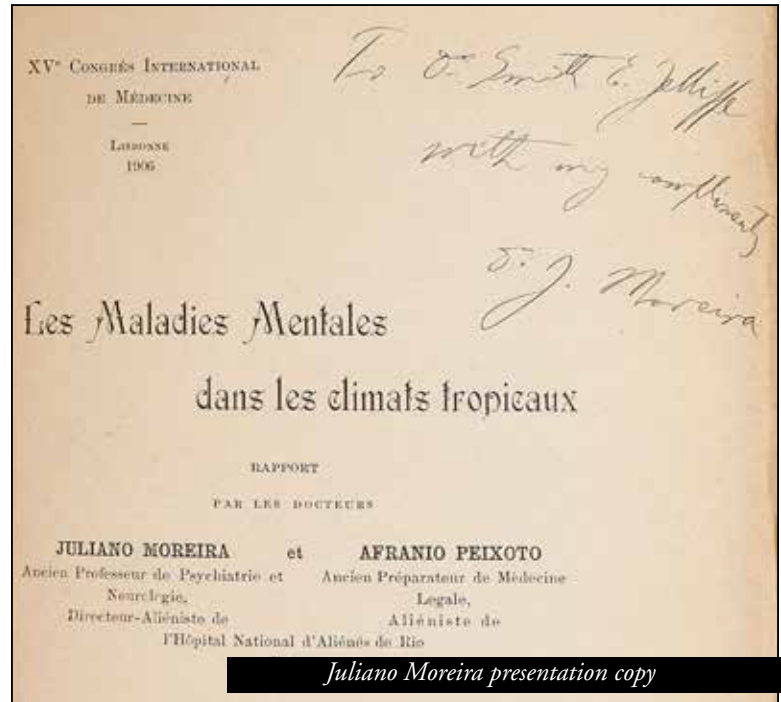 XVᵉ CONGRÈS INTERNATIONAL
DE MÉDECINE
LISBONNE
1906
To Dr. Smith E. Jelliffe
with my compliments
Dr. J. Moreira
Les Maladies Mentales
dans les climats tropicaux
RAPPORT
PAR LES DOCTEURS
JULIANO MOREIRA et AFRANIO PEIXOTO
Ancien Professeur de Psychiatrie et Ancien Préparateur de Médecine
Neurologie, Legale,
Directeur-Aliéniste de Aliéniste de
l'Hôpital National d'Aliénés de Rio
Juliano Moreira presentation copy